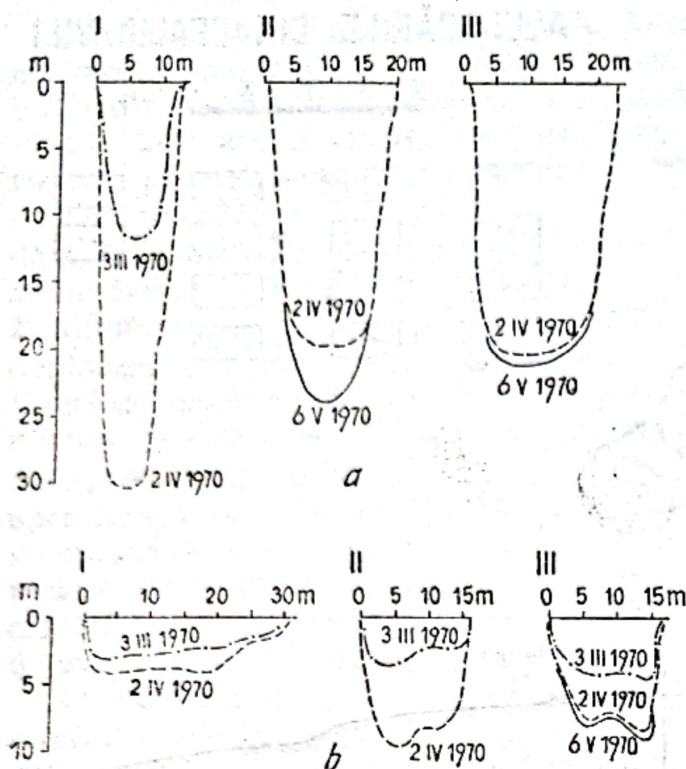 I II III
m 0 5 10m 0 5 10 15 20m 0 5 10 15 20m
0
5
10
3 III 1970
15
2 IV 1970 2 IV 1970
20
6 V 1970 6 V 1970
25
30 2 IV 1970 a
I II III
m 0 10 20 30m 0 5 10 15m 0 5 10 15m
0
3 III 1970 3 III 1970 3 III 1970
5
2 IV 1970 2 IV 1970
10 2 IV 1970 6 V 1970
b